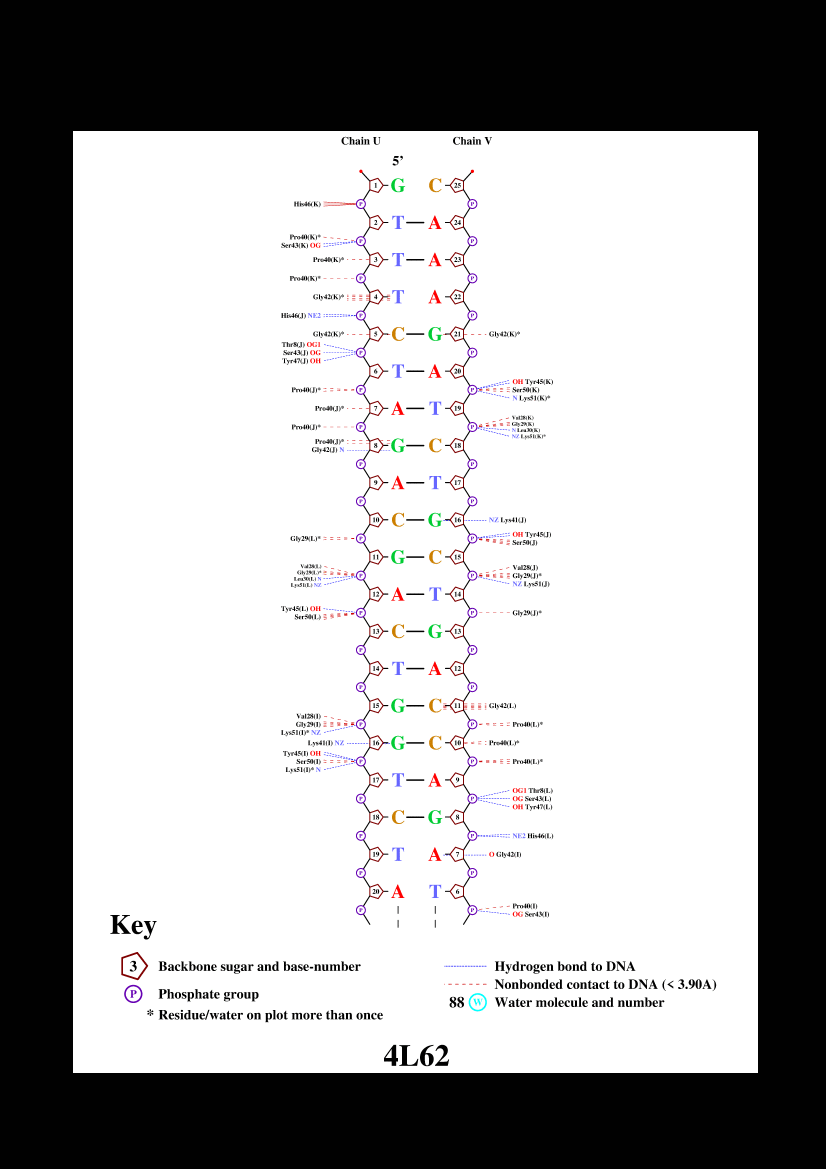 Chain U Chain V
5’
1 G C 25
His46(K) P P
2 T A 24
Pro40(K)*
Ser43(K) OG P P
Pro40(K)* 3 T A 23
Pro40(K)* P P
Gly42(K)* 4 T A 22
His46(J) NE2 P P
Gly42(K)* 5 C G 21 Gly42(K)*
Thr8(J) OG1
Ser43(J) OG P P
Tyr47(J) OH
6 T A 20
OH Tyr45(K)
Pro40(J)* P P Ser50(K)
N Lys51(K)*
Pro40(J)* 7 A T 19
Val28(K)
Gly29(K)
Pro40(J)* P P N Leu30(K)
NZ Lys51(K)*
Pro40(J)* 8 G C 18
Gly42(J) N
P P
9 A T 17
P P
10 C G 16 NZ Lys41(J)
Gly29(L)* P P OH Tyr45(J)
Ser50(J)
11 G C 15
Val28(L) Val28(J)
Gly29(L)* P P Gly29(J)*
Leu30(L) N NZ Lys51(J)
Lys51(L) NZ
12 A T 14
Tyr45(L) OH P P Gly29(J)*
Ser50(L)
13 C G 13
P P
14 T A 12
P P
15 G C 11 Gly42(L)
Val28(I)
Gly29(I) P P Pro40(L)*
Lys51(I)* NZ
Lys41(I) NZ 16 G C 10 Pro40(L)*
Tyr45(I) OH
Ser50(I) P P Pro40(L)*
Lys51(I)* N
17 T A 9
OG1 Thr8(L)
P P OG Ser43(L)
OH Tyr47(L)
18 C G 8
P P NE2 His46(L)
19 T A 7 O Gly42(I)
P P
20 A T 6
Pro40(I)
P P OG Ser43(I)
Key
3 Backbone sugar and base-number
P Phosphate group
* Residue/water on plot more than once
Hydrogen bond to DNA
Nonbonded contact to DNA (< 3.90A)
88 W Water molecule and number
4L62